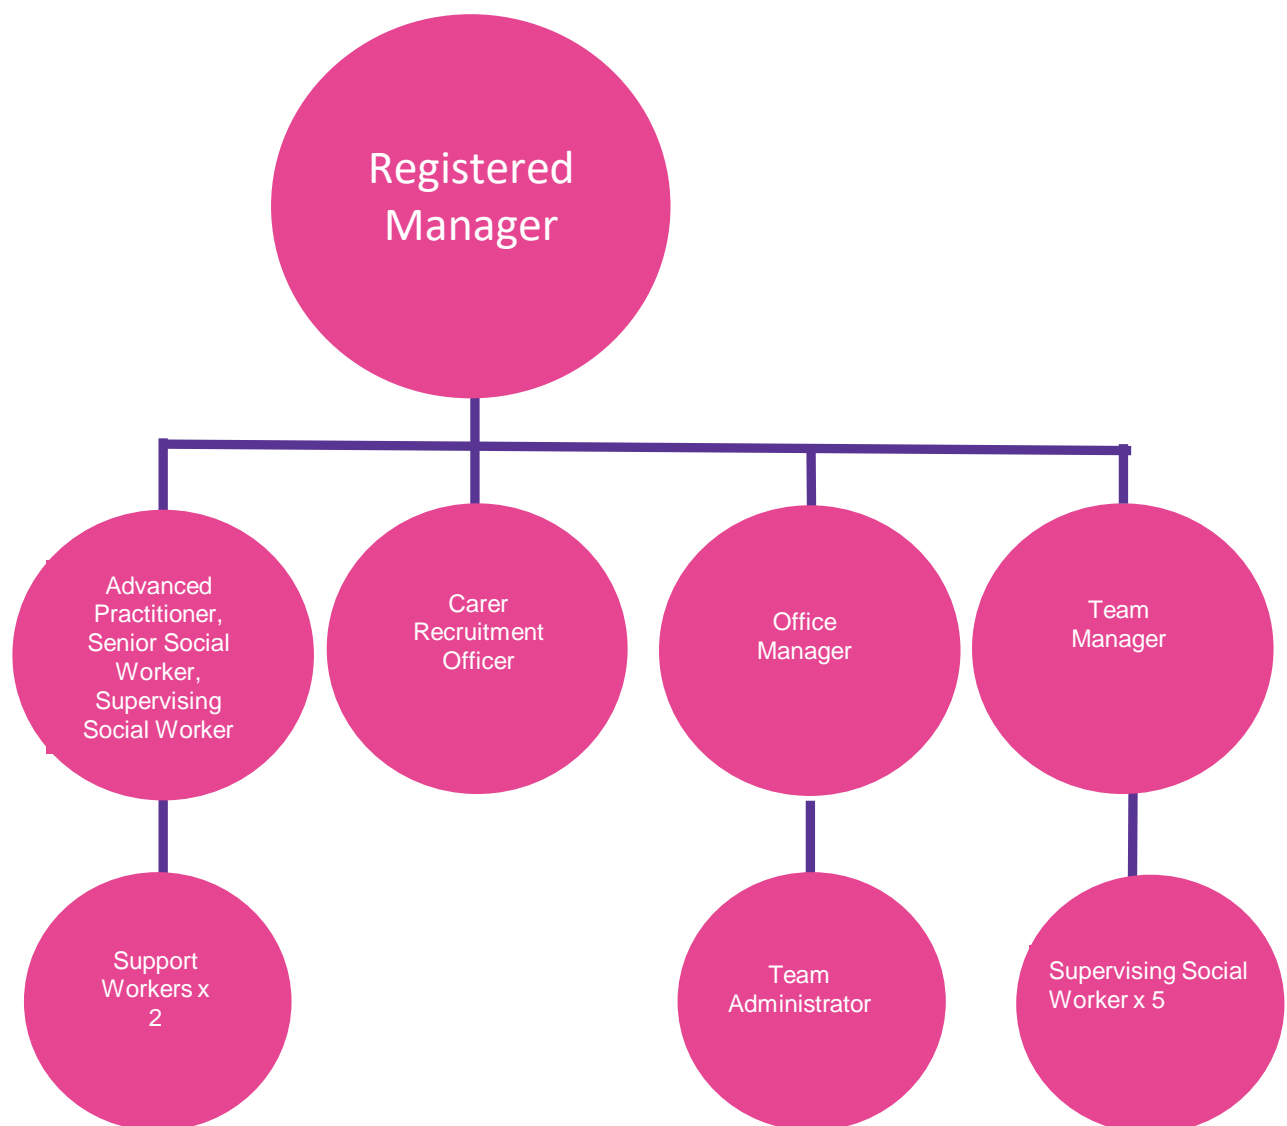 Registered
Manager
Advanced
Practitioner,
Senior Social
Worker,
Supervising
Social Worker
Carer
Recruitment
Officer
Office
Manager
Team
Manager
Support
Workers x
2
Team
Administrator
Supervising Social
Worker x 5